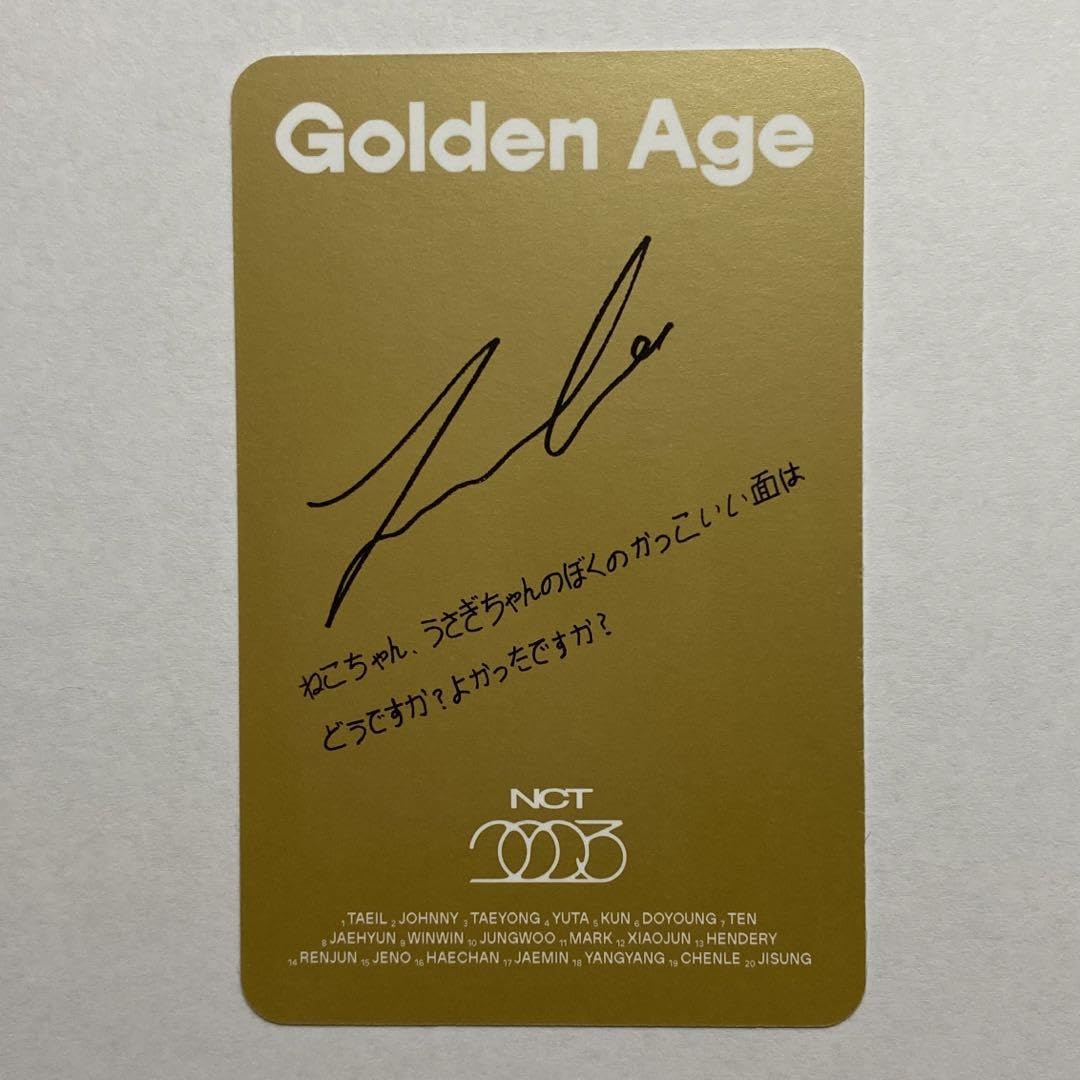 Golden Age
ねこちゃん、うさぎちゃんのぼくのかっこいい面は
どうですか？よかったですか？
NCT
2023
1 TAEIL 2 JOHNNY 3 TAEYONG 4 YUTA 5 KUN 6 DOYOUNG 7 TEN
8 JAEHYUN 9 WINWIN 10 JUNGWOO 11 MARK 12 XIAOJUN 13 HENDERY
14 RENJUN 15 JENO 16 HAECHAN 17 JAEMIN 18 YANGYANG 19 CHENLE 20 JISUNG